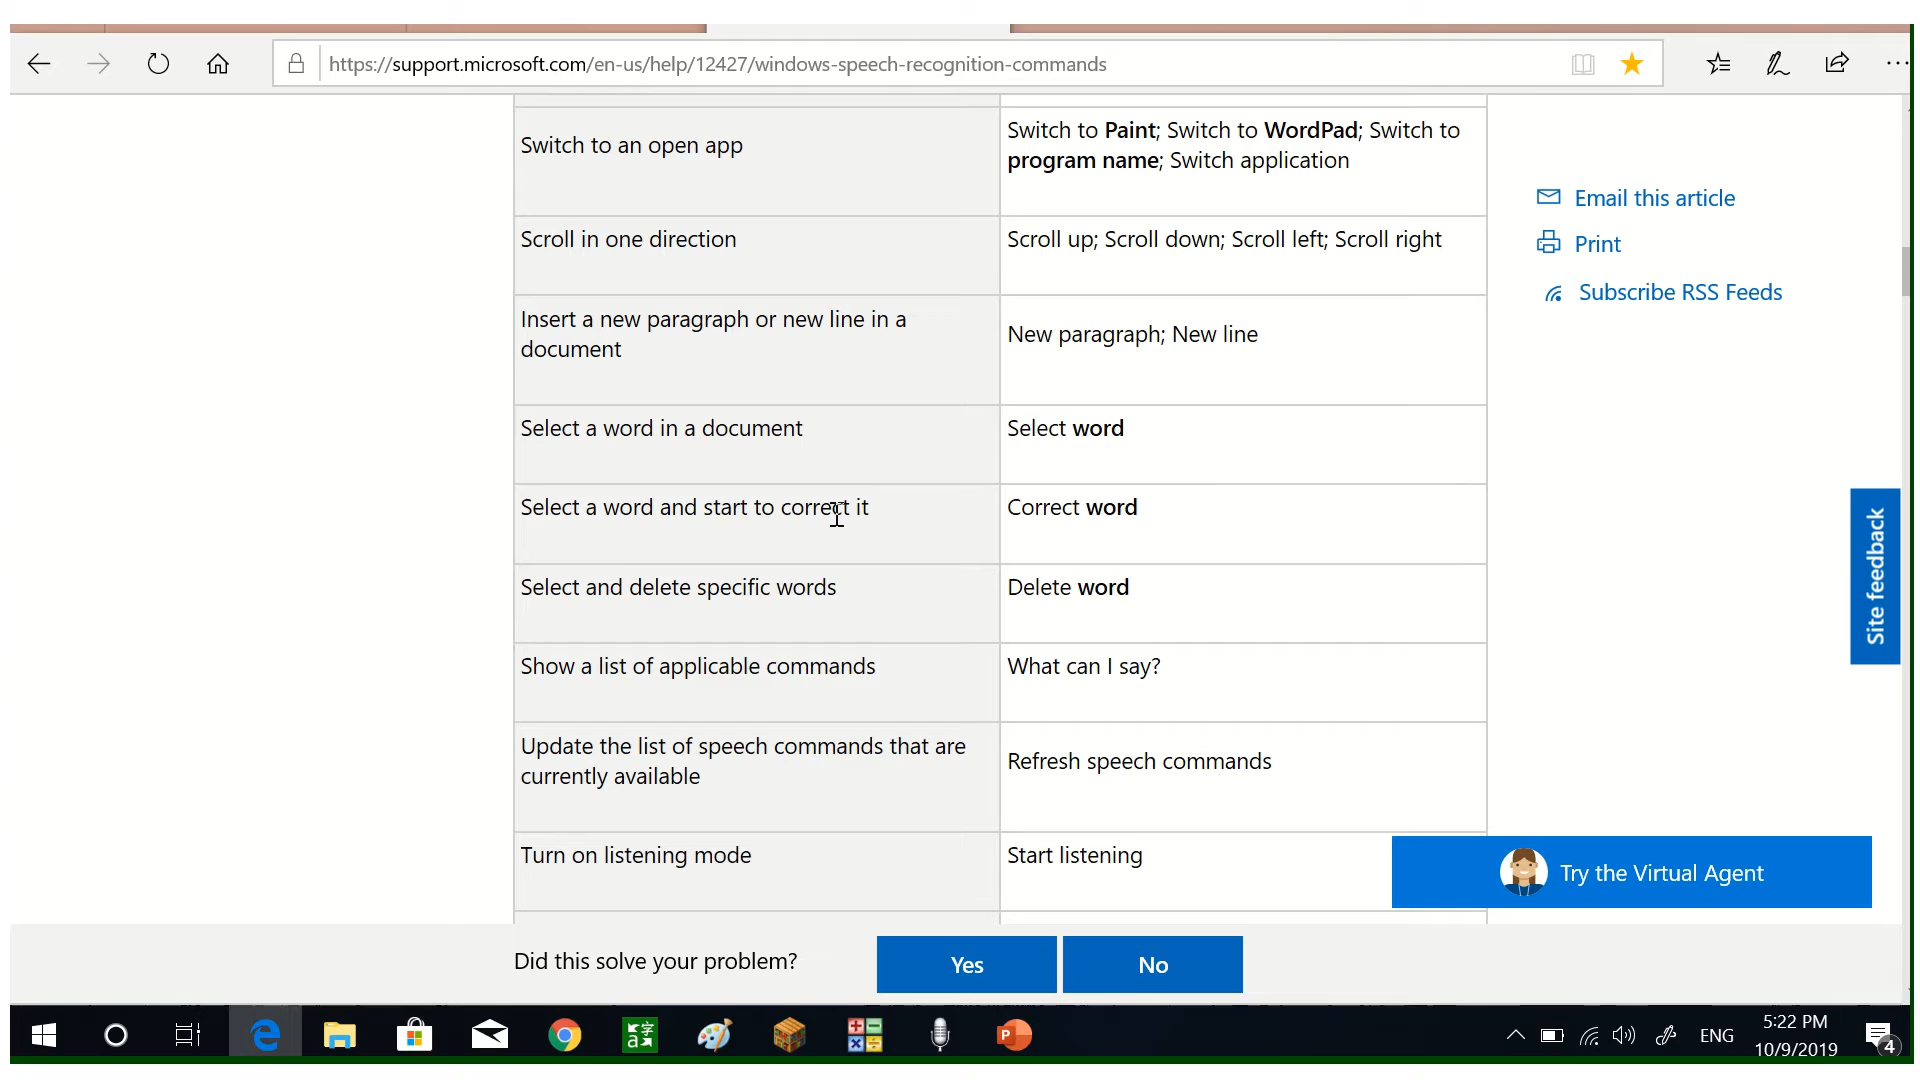 https://support.microsoft.com/en-us/help/12427/windows-speech-recognition-commands
Switch to an open app
Switch to Paint; Switch to WordPad; Switch to
program name; Switch application
Scroll in one direction
Scroll up; Scroll down; Scroll left; Scroll right
Insert a new paragraph or new line in a
document
New paragraph; New line
Select a word in a document
Select word
Select a word and start to correct it
Correct word
Select and delete specific words
Delete word
Show a list of applicable commands
What can I say?
Update the list of speech commands that are
currently available
Refresh speech commands
Turn on listening mode
Start listening
Email this article
Print
Subscribe RSS Feeds
Site feedback
Try the Virtual Agent
Did this solve your problem?
Yes
No
a字
P
ENG
5:22 PM
10/9/2019
4